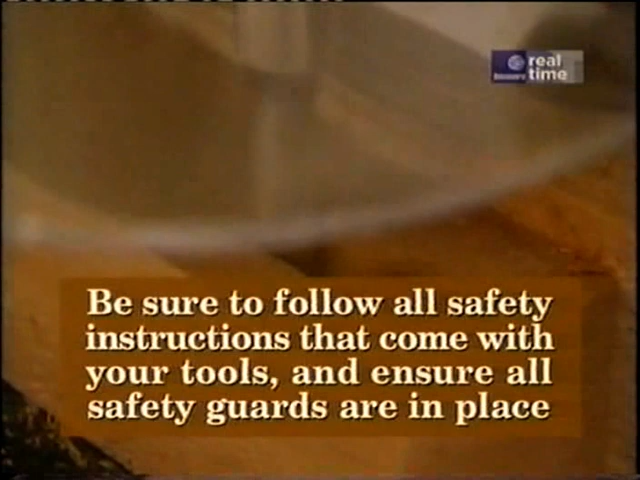 real
time
Be sure to follow all safety
instructions that come with
your tools, and ensure all
safety guards are in place